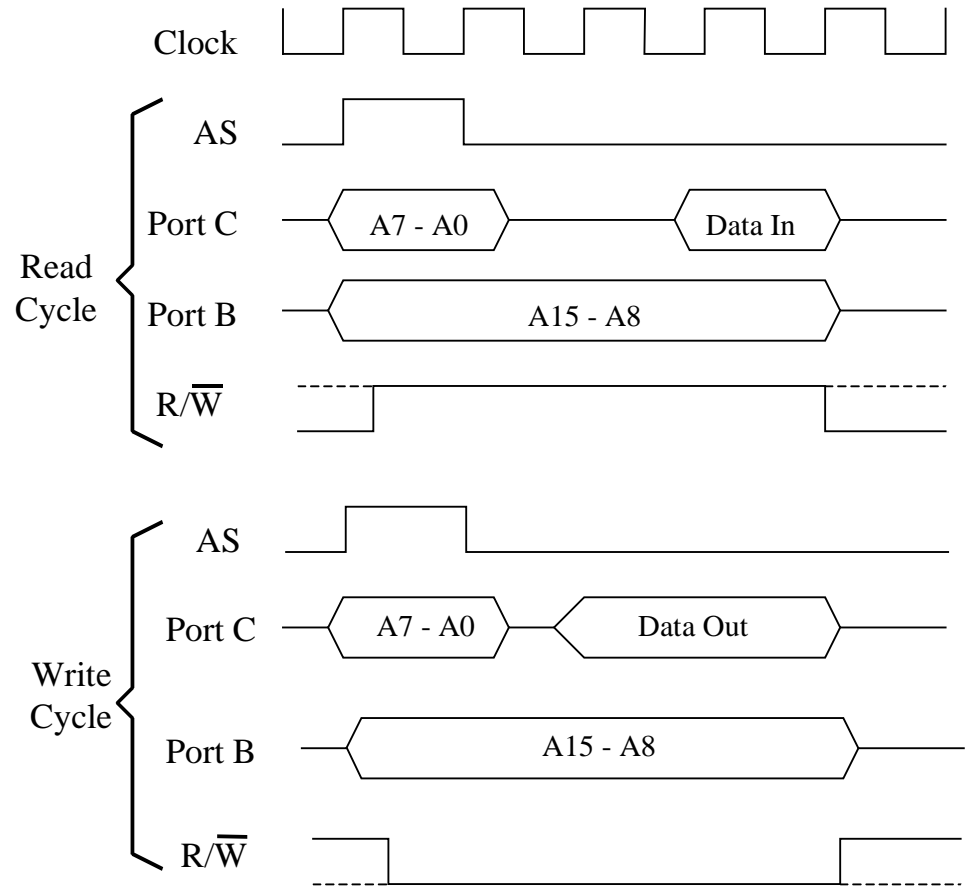 Clock
AS
Port C A7 - A0 Data In
Read
Cycle
Port B A15 - A8
R/W̅
AS
Port C A7 - A0 Data Out
Write
Cycle
Port B A15 - A8
R/W̅